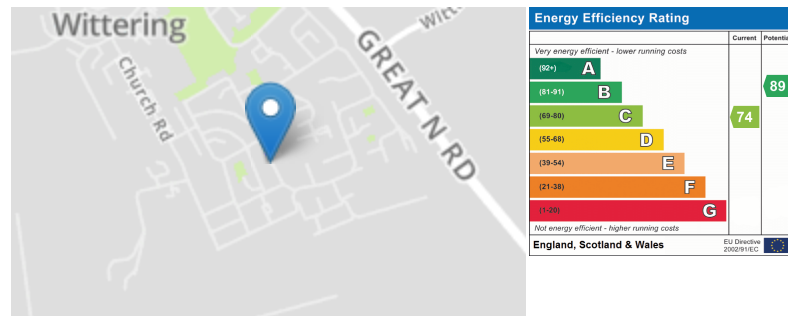 Wittering
Church Rd
GREAT N RD
Witte
Energy Efficiency Rating
Current Potentia
Very energy efficient - lower running costs
(92+) A
(81-91) B
89
(69-80) C
74
(55-68) D
(39-54) E
(21-38) F
(1-20) G
Not energy efficient - higher running costs
England, Scotland & Wales
EU Directive
2002/91/EC